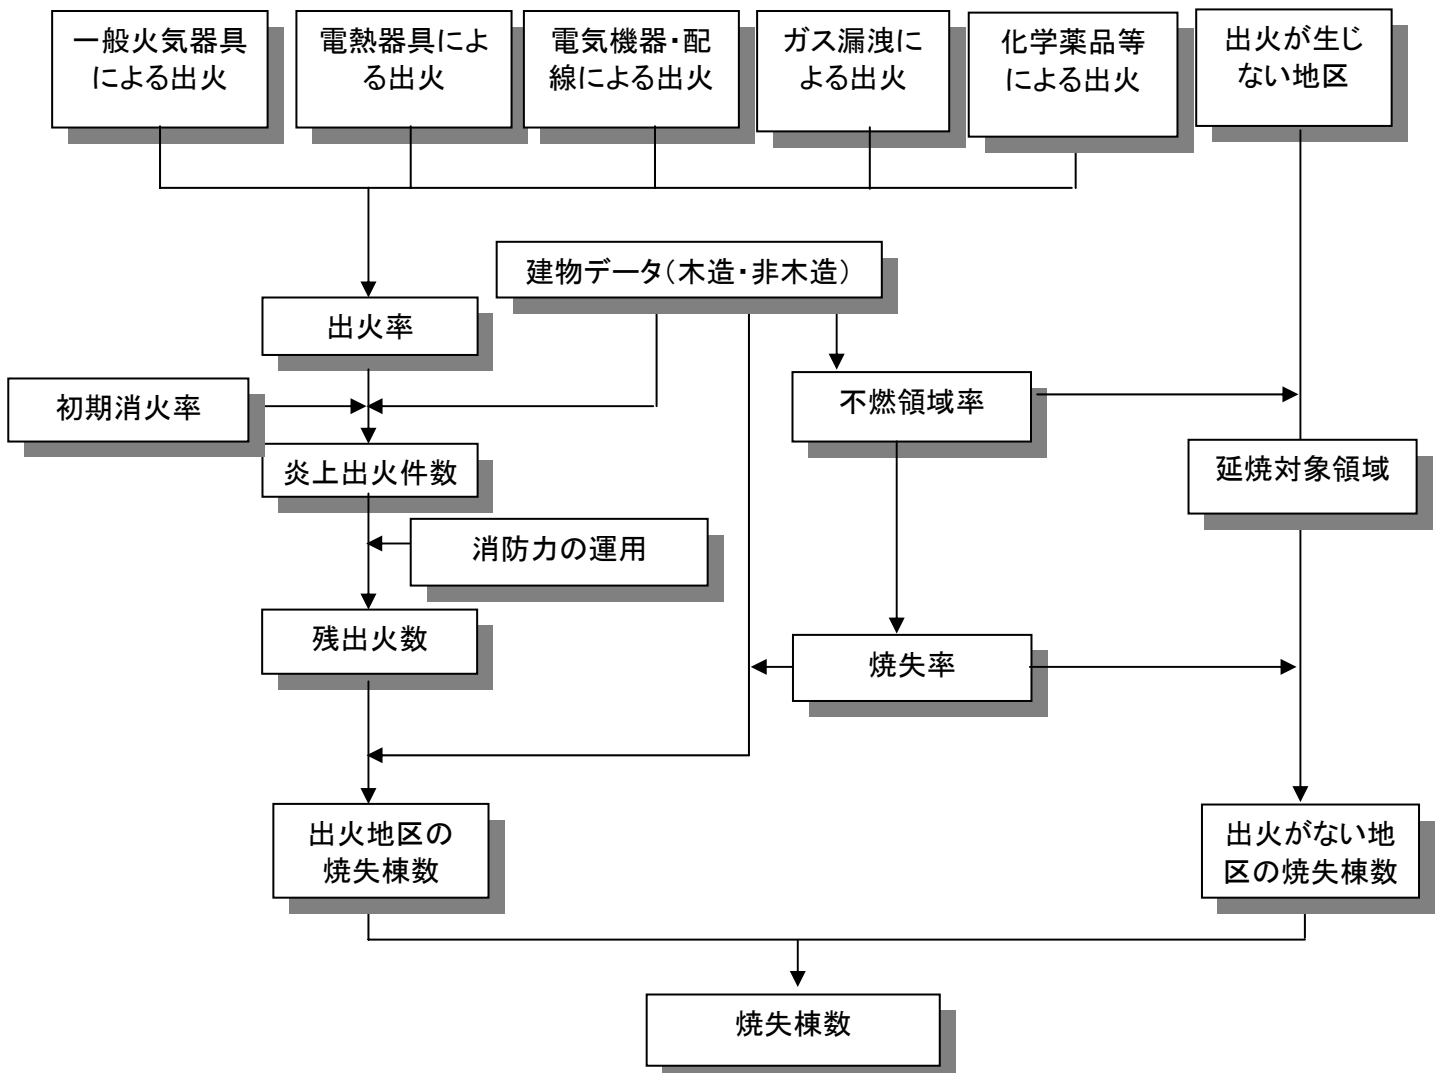 一般火気器具
による出火
電熱器具によ
る出火
電気機器・配
線による出火
ガス漏洩に
よる出火
化学薬品等
による出火
出火が生じ
ない地区
建物データ（木造・非木造）
出火率
初期消火率
不燃領域率
炎上出火件数
延焼対象領域
消防力の運用
残出火数
焼失率
出火地区の
焼失棟数
出火がない地
区の焼失棟数
焼失棟数